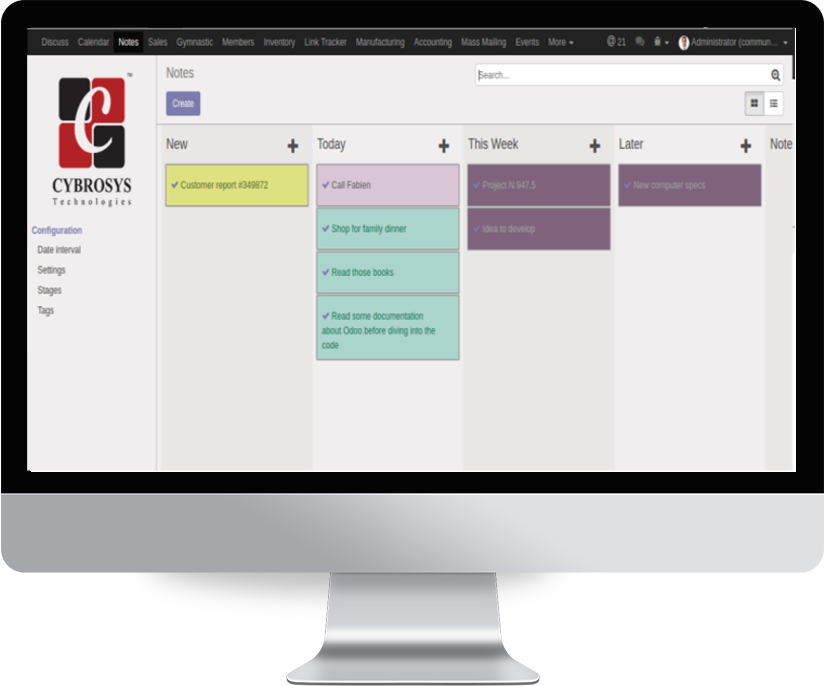 Discuss Calendar Notes Sales Gymnastic Members Inventory Link Tracker Manufacturing Accounting Mass Mailing Events More @ 21 Administrator (commun...
Notes
Search...
Create
CYBROSYS
Technologies
TM
Configuration
Date interval
Settings
Stages
Tags
New +
Customer report #349872
Today +
Call Fabien
Shop for family dinner
Read those books
Read some documentation
about Odoo before diving into the
code
This Week +
Project N.947.5
Idea to develop
Later +
New computer specs
Note